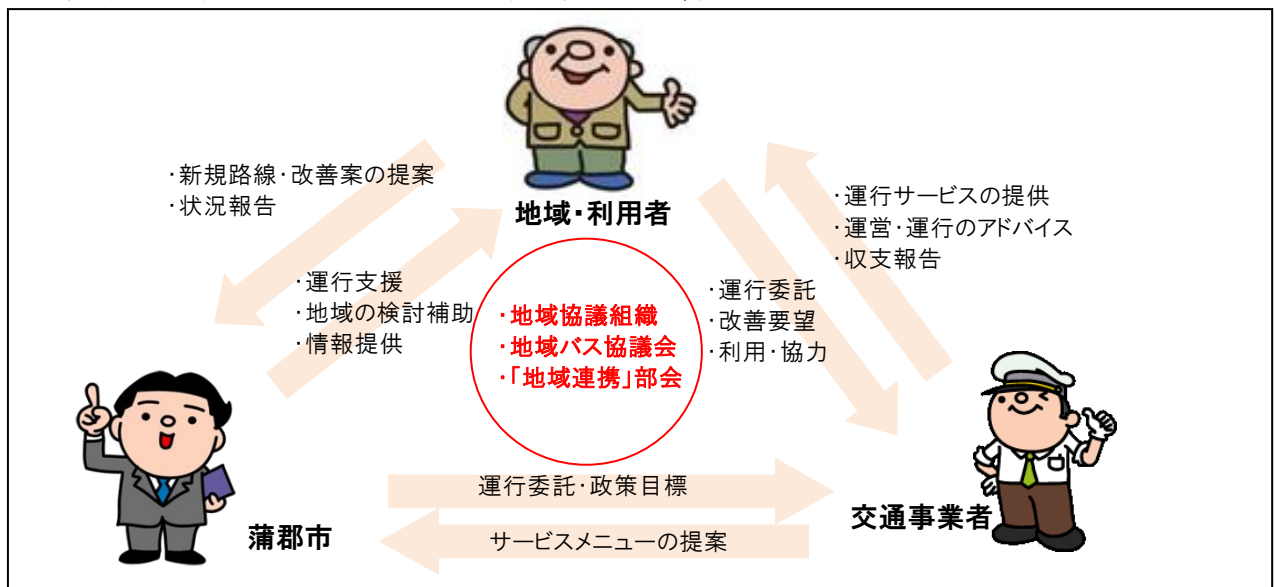 地域・利用者
・新規路線・改善案の提案
・状況報告
・運行支援
・地域の検討補助
・情報提供
・地域協議組織
・地域バス協議会
・「地域連携」部会
・運行サービスの提供
・運営・運行のアドバイス
・収支報告
・運行委託
・改善要望
・利用・協力
蒲郡市
運行委託・政策目標
サービスメニューの提案
交通事業者